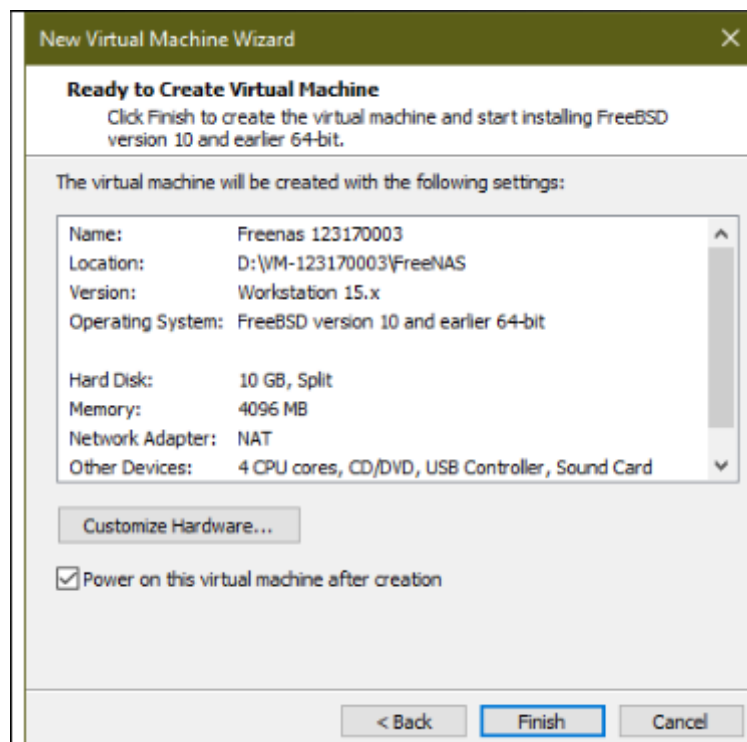 New Virtual Machine Wizard
Ready to Create Virtual Machine
Click Finish to create the virtual machine and start installing FreeBSD
version 10 and earlier 64-bit.
The virtual machine will be created with the following settings:
Name: Freenas 123170003
Location: D:\VM-123170003\FreeNAS
Version: Workstation 15.x
Operating System: FreeBSD version 10 and earlier 64-bit
Hard Disk: 10 GB, Split
Memory: 4096 MB
Network Adapter: NAT
Other Devices: 4 CPU cores, CD/DVD, USB Controller, Sound Card
Customize Hardware...
Power on this virtual machine after creation
< Back Finish Cancel